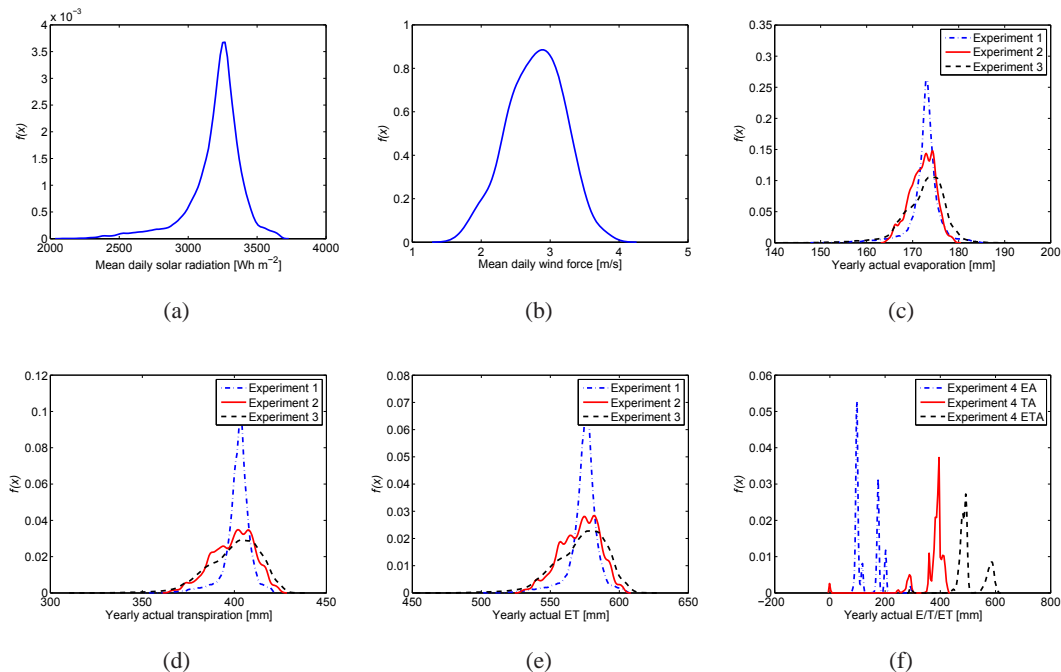 4 x 10⁻³
3.5
3
2.5
2
1.5
1
0.5
0
2000 2500 3000 3500 4000
f(x)
Mean daily solar radiation [Wh m⁻²]
(a)
1
0.8
0.6
0.4
0.2
0
1 2 3 4 5
f(x)
Mean daily wind force [m/s]
(b)
0.35
0.3
0.25
0.2
0.15
0.1
0.05
0
140 150 160 170 180 190 200
f(x)
Yearly actual evaporation [mm]
Experiment 1
Experiment 2
Experiment 3
(c)
0.12
0.1
0.08
0.06
0.04
0.02
0
300 350 400 450
f(x)
Yearly actual transpiration [mm]
Experiment 1
Experiment 2
Experiment 3
(d)
0.08
0.07
0.06
0.05
0.04
0.03
0.02
0.01
0
450 500 550 600 650
f(x)
Yearly actual ET [mm]
Experiment 1
Experiment 2
Experiment 3
(e)
0.06
0.05
0.04
0.03
0.02
0.01
0
−200 0 200 400 600 800
f(x)
Yearly actual E/T/ET [mm]
Experiment 4 EA
Experiment 4 TA
Experiment 4 ETA
(f)